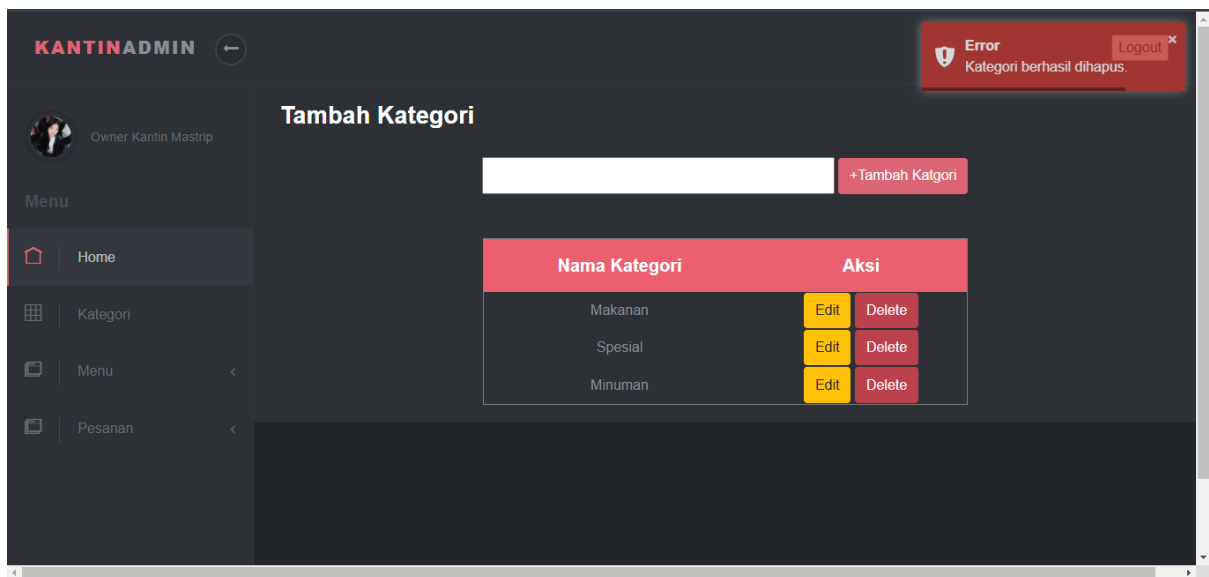 KANTINADMIN
Error
Logout
×
Kategori berhasil dihapus.
Owner Kantin Mastrip
Menu
Home
Kategori
Menu
Pesanan
Tambah Kategori
+Tambah Katgori
Nama Kategori Aksi
Makanan Edit Delete
Spesial Edit Delete
Minuman Edit Delete